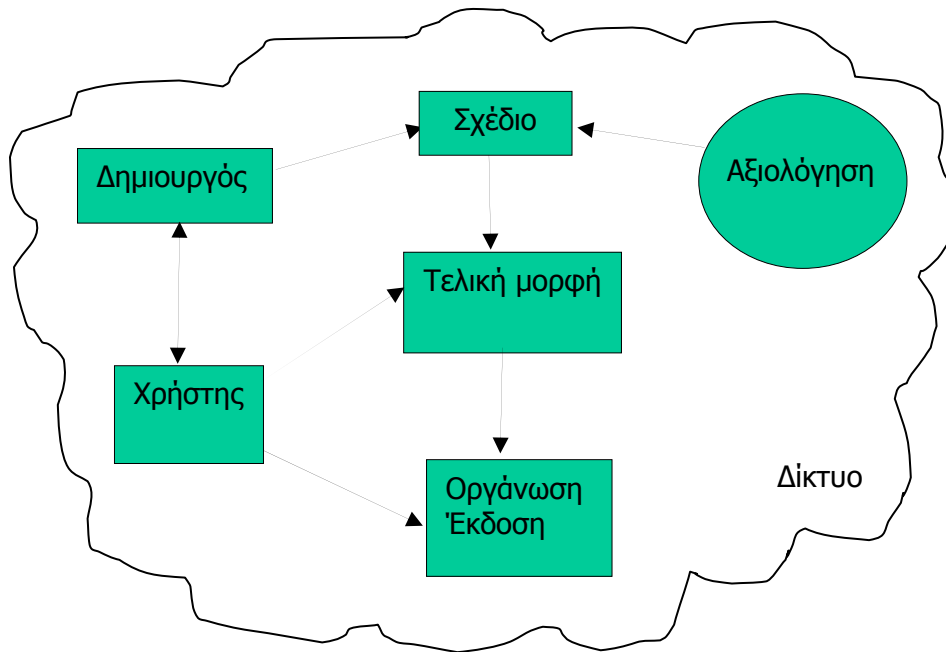 Σχέδιο
Δημιουργός
Αξιολόγηση
Τελική μορφή
Χρήστης
Οργάνωση
Έκδοση
Δίκτυο